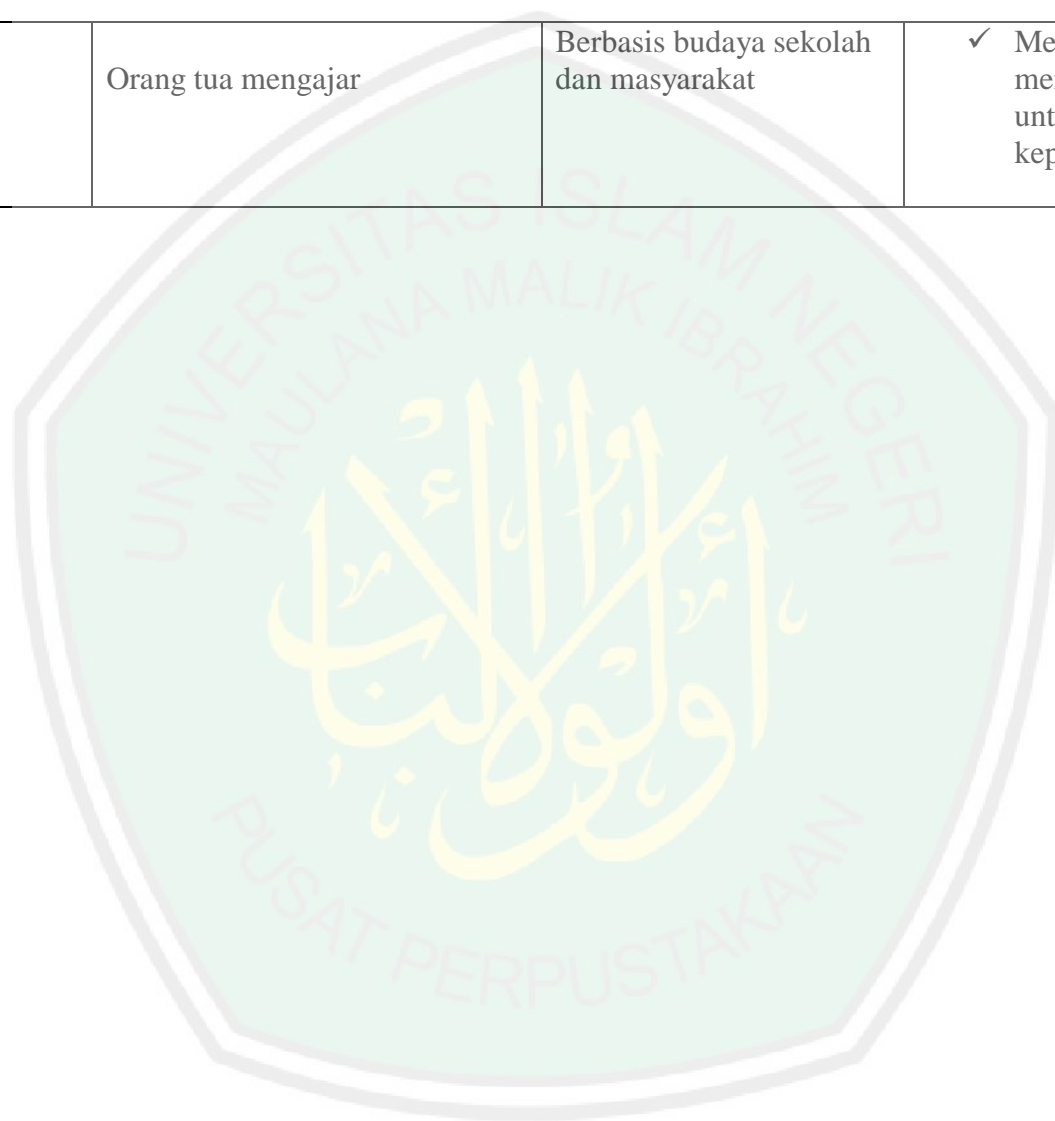 Berbasis budaya sekolah
Orang tua mengajar
dan masyarakat
✓ Me
me
unt
kep
UNIVERSITAS ISLAM NEGERI
MAULANA MALIK IBRAHIM
PUSAT PERPUSTAKAAN